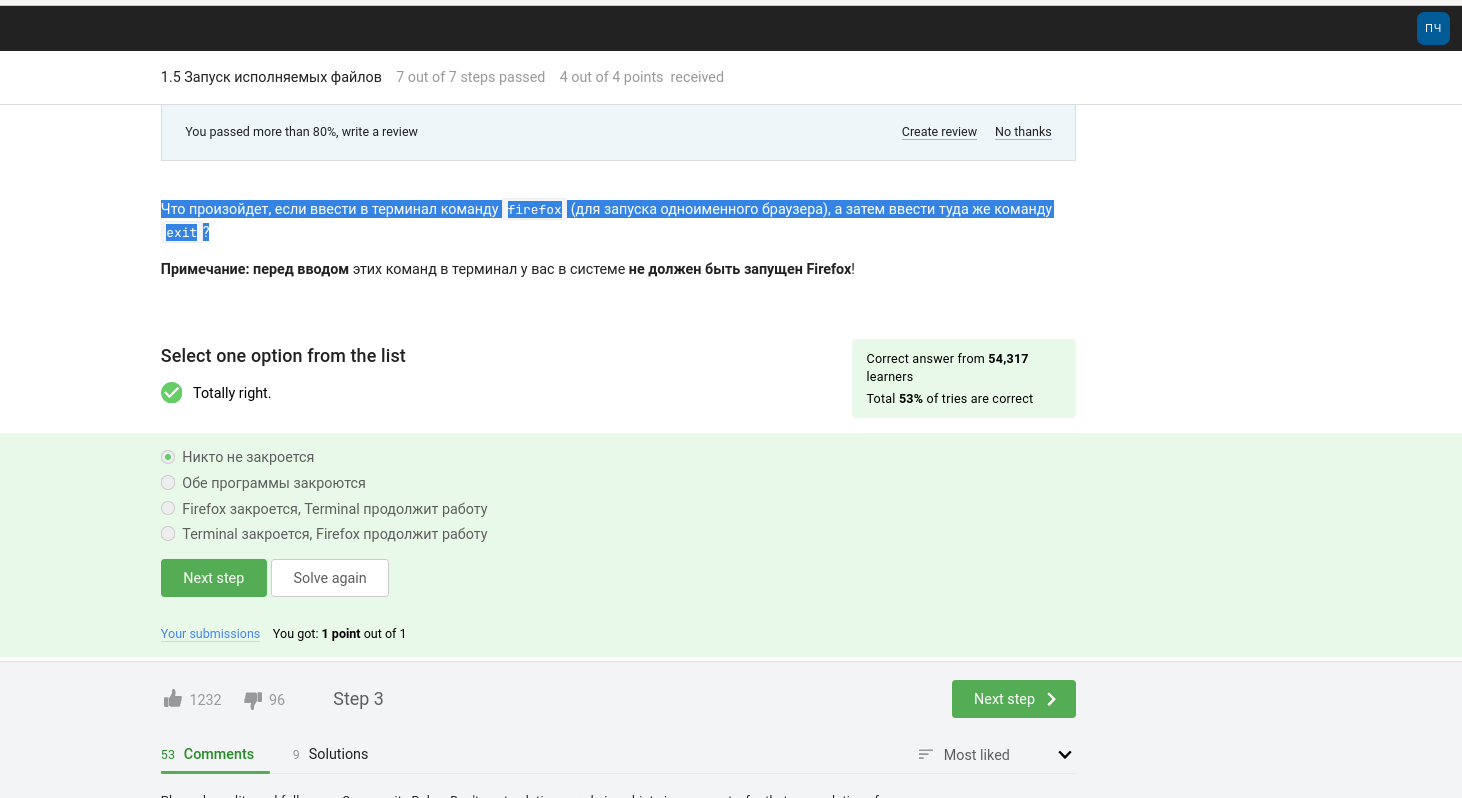 ПЧ
1.5 Запуск исполняемых файлов 7 out of 7 steps passed 4 out of 4 points received
You passed more than 80%, write a review Create review No thanks
Что произойдет, если ввести в терминал команду firefox (для запуска одноименного браузера), а затем ввести туда же команду
exit ?
Примечание: перед вводом этих команд в терминал у вас в системе не должен быть запущен Firefox!
Select one option from the list
Correct answer from 54,317
learners
Total 53% of tries are correct
Totally right.
Никто не закроется
Обе программы закроются
Firefox закроется, Terminal продолжит работу
Terminal закроется, Firefox продолжит работу
Next step Solve again
Your submissions You got: 1 point out of 1
1232 96 Step 3 Next step
53 Comments 9 Solutions Most liked